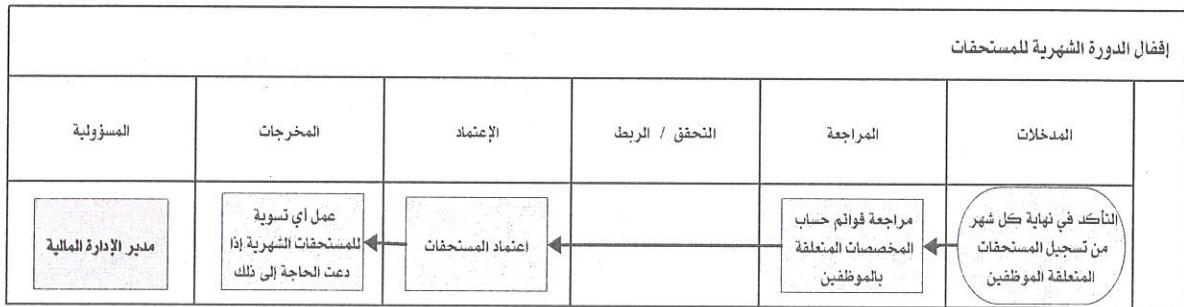 إقفال الدورة الشهرية للمستحقات
المدخلات
المراجعة
التحقق / الربط
الإعتماد
المخرجات
المسؤولية
التأكد في نهاية كل شهر
من تسجيل المستحقات
المتعلقة الموظفين
مراجعة قوائم حساب
المخصصات المتعلقة
بالموظفين
اعتماد المستحقات
عمل أي تسوية
للمستحقات الشهرية إذا
دعت الحاجة إلى ذلك
مدير الإدارة المالية